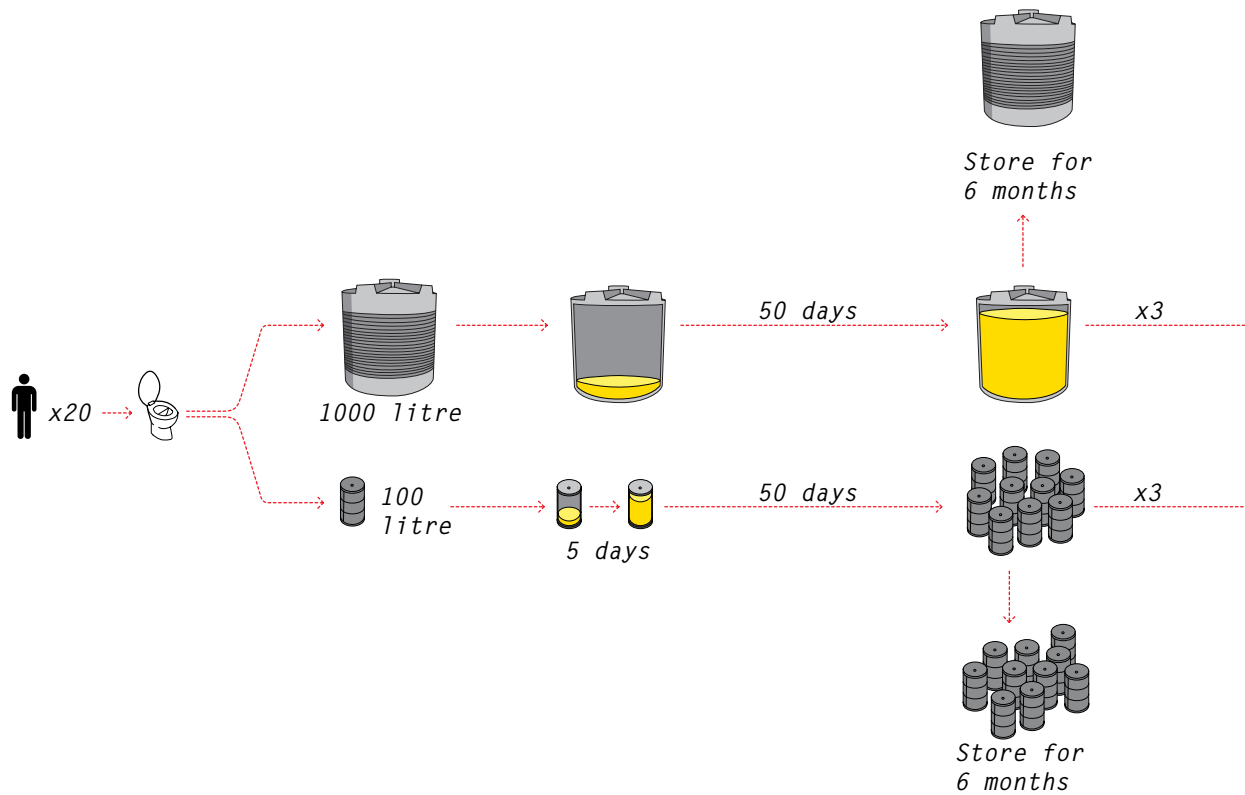 Store for
6 months
50 days
x3
x20
1000 litre
100
litre
50 days
x3
5 days
Store for
6 months